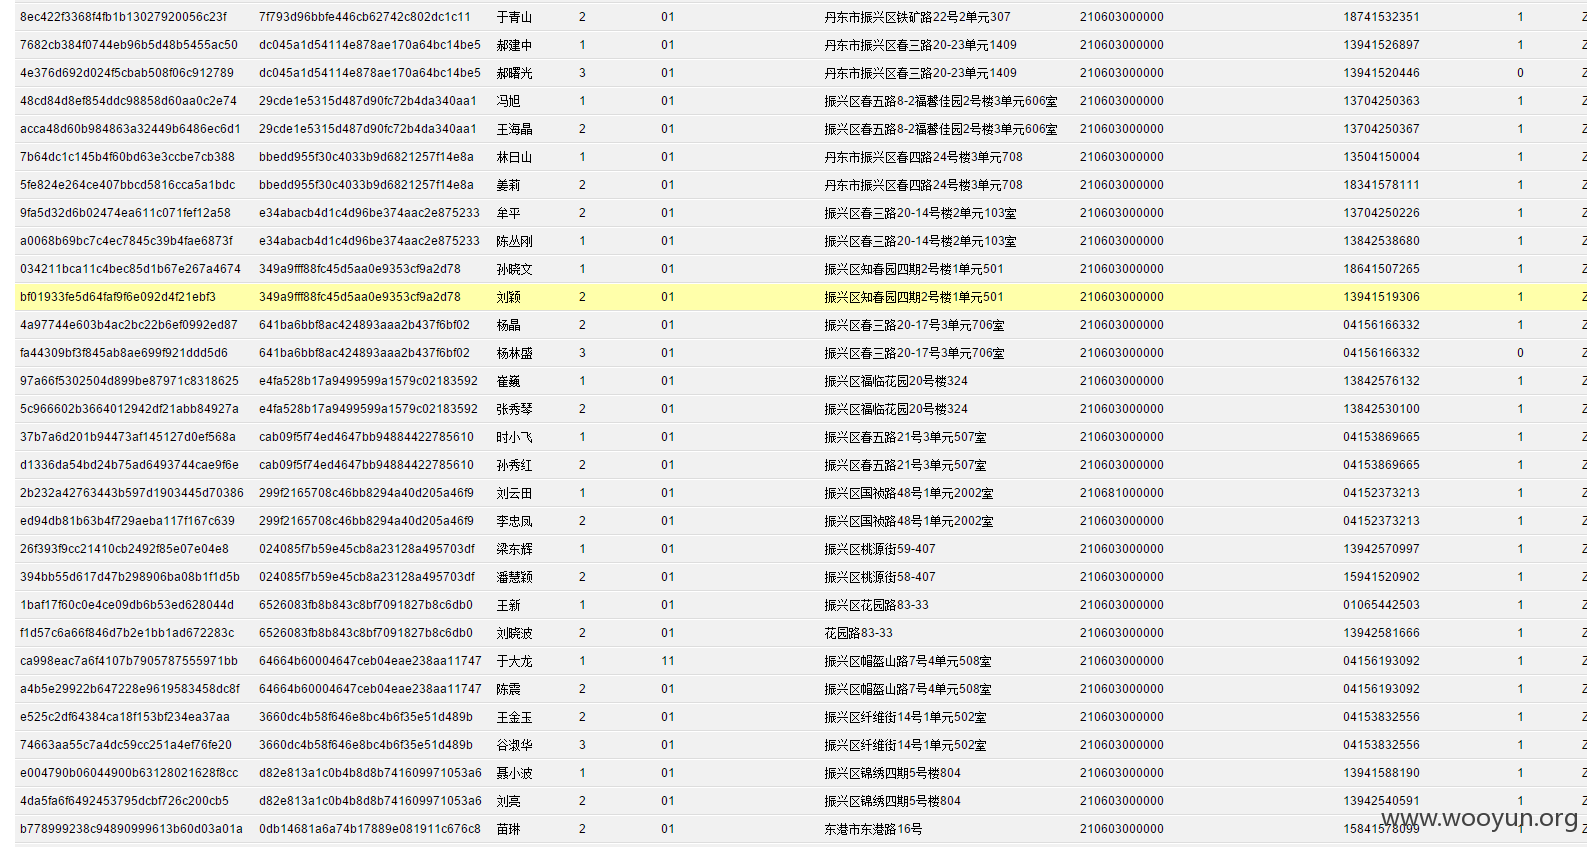 8ec422f3368f4fb1b13027920056c23f 7f793d96bbfe446cb62742c802dc1c11 于青山 2 01 丹东市振兴区铁矿路22号2单元307 210603000000 18741532351 1 Z
7682cb384f0744eb96b5d48b5455ac50 dc045a1d54114e878ae170a64bc14be5 郝建中 1 01 丹东市振兴区春三路20-23单元1409 210603000000 13941526897 1 Z
4e376d692d024f5cbab508f06c912789 dc045a1d54114e878ae170a64bc14be5 郝曙光 3 01 丹东市振兴区春三路20-23单元1409 210603000000 13941520446 0 Z
48cd84d8ef854ddc98858d60aa0c2e74 29cde1e5315d487d90fc72b4da340aa1 冯旭 1 01 振兴区春五路8-2福馨佳园2号楼3单元606室 210603000000 13704250363 1 Z
acca48d60b984863a32449b6486ec6d1 29cde1e5315d487d90fc72b4da340aa1 王海晶 2 01 振兴区春五路8-2福馨佳园2号楼3单元606室 210603000000 13704250367 1 Z
7b64dc1c145b4f60bd63e3ccbe7cb388 bbedd955f30c4033b9d6821257f14e8a 林日山 1 01 丹东市振兴区春四路24号楼3单元708 210603000000 13504150004 1 Z
5fe824e264ce407bbcd5816cca5a1bdc bbedd955f30c4033b9d6821257f14e8a 姜莉 2 01 丹东市振兴区春四路24号楼3单元708 210603000000 18341578111 1 Z
9fa5d32d6b02474ea611c071fef12a58 e34abacb4d1c4d96be374aac2e875233 牟平 2 01 振兴区春三路20-14号楼2单元103室 210603000000 13704250226 1 Z
a0068b69bc7c4ec7845c39b4fae6873f e34abacb4d1c4d96be374aac2e875233 陈丛刚 1 01 振兴区春三路20-14号楼2单元103室 210603000000 13842538680 1 Z
034211bca11c4bec85d1b67e267a4674 349a9fff88fc45d5aa0e9353cf9a2d78 孙晓文 1 01 振兴区知春园四期2号楼1单元501 210603000000 18641507265 1 Z
bf01933fe5d64faf9f6e092d4f21ebf3 349a9fff88fc45d5aa0e9353cf9a2d78 刘颖 2 01 振兴区知春园四期2号楼1单元501 210603000000 13941519306 1 Z
4a97744e603b4ac2bc22b6ef0992ed87 641ba6bbf8ac424893aaa2b437f6bf02 杨晶 2 01 振兴区春三路20-17号3单元706室 210603000000 04156166332 1 Z
fa44309bf3f845ab8ae699f921ddd5d6 641ba6bbf8ac424893aaa2b437f6bf02 杨林盛 3 01 振兴区春三路20-17号3单元706室 210603000000 04156166332 0 Z
97a66f5302504d899be87971c8318625 e4fa528b17a9499599a1579c02183592 崔巍 1 01 振兴区福临花园20号楼324 210603000000 13842576132 1 Z
5c966602b3664012942df21abb84927a e4fa528b17a9499599a1579c02183592 张秀琴 2 01 振兴区福临花园20号楼324 210603000000 13842530100 1 Z
37b7a6d201b94473af145127d0ef568a cab09f5f74ed4647bb94884422785610 时小飞 1 01 振兴区春五路21号3单元507室 210603000000 04153869665 1 Z
d1336da54bd24b75ad6493744cae9f6e cab09f5f74ed4647bb94884422785610 孙秀红 2 01 振兴区春五路21号3单元507室 210603000000 04153869665 1 Z
2b232a42763443b597d1903445d70386 299f2165708c46bb8294a40d205a46f9 刘云田 1 01 振兴区国祯路48号1单元2002室 210681000000 04152373213 1 Z
ed94db81b63b4f729aeba117f167c639 299f2165708c46bb8294a40d205a46f9 李忠凤 2 01 振兴区国祯路48号1单元2002室 210603000000 04152373213 1 Z
26f393f9cc21410cb2492f85e07e04e8 024085f7b59e45cb8a23128a495703df 梁东辉 1 01 振兴区桃源街59-407 210603000000 13942570997 1 Z
394bb55d617d47b298906ba08b1f1d5b 024085f7b59e45cb8a23128a495703df 潘慧颖 2 01 振兴区桃源街58-407 210603000000 15941520902 1 Z
1baf17f60c0e4ce09db6b53ed628044d 6526083fb8b843c8bf7091827b8c6db0 王新 1 01 振兴区花园路83-33 210603000000 01065442503 1 Z
f1d57c6a66f846d7b2e1bb1ad672283c 6526083fb8b843c8bf7091827b8c6db0 刘晓波 2 01 花园路83-33 210603000000 13942581666 1 Z
ca998eac7a6f4107b7905787555971bb 64664b60004647ceb04eae238aa11747 于大龙 1 11 振兴区帽盔山路7号4单元508室 210603000000 04156193092 1 Z
a4b5e29922b647228e9619583458dc8f 64664b60004647ceb04eae238aa11747 陈震 2 01 振兴区帽盔山路7号4单元508室 210603000000 04156193092 1 Z
e525c2df64384ca18f153bf234ea37aa 3660dc4b58f646e8bc4b6f35e51d489b 王金玉 2 01 振兴区纤维街14号1单元502室 210603000000 04153832556 1 Z
74663aa55c7a4dc59cc251a4ef76fe20 3660dc4b58f646e8bc4b6f35e51d489b 谷淑华 3 01 振兴区纤维街14号1单元502室 210603000000 04153832556 1 Z
e004790b06044900b63128021628f8cc d82e813a1c0b4b8d8b741609971053a6 聂小波 1 01 振兴区锦绣四期5号楼804 210603000000 13941588190 1 Z
4da5fa6f6492453795dcbf726c200cb5 d82e813a1c0b4b8d8b741609971053a6 刘亮 2 01 振兴区锦绣四期5号楼804 210603000000 13942540591 1 Z
b778999238c94890999613b60d03a01a 0db14681a6a74b17889e081911c676c8 苗琳 2 01 东港市东港路16号 210603000000 15841578099 1 Z
www.wooyun.org